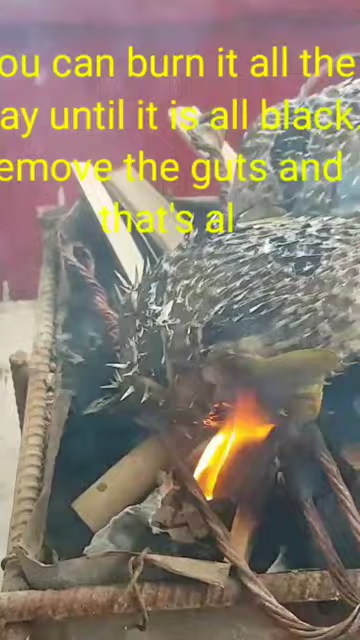 ou can burn it all the
ay until it is all black
emove the guts and
that's al